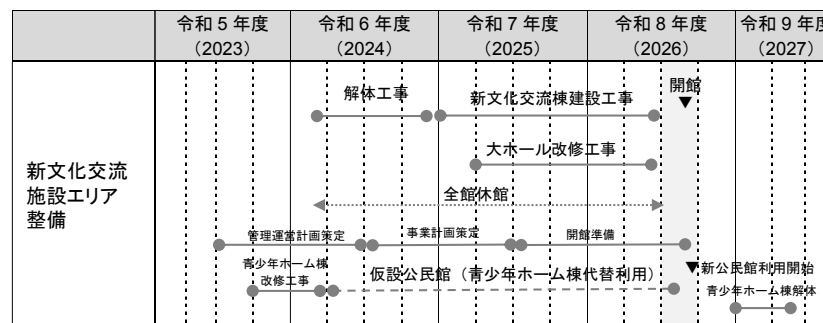 令和5年度 令和6年度 令和7年度 令和8年度 令和9年度
(2023) (2024) (2025) (2026) (2027)
新文化交流
施設エリア
整備
解体工事 新文化交流棟建設工事 開館
▼
大ホール改修工事
全館休館
管理運営計画策定 事業計画策定 開館準備
青少年ホーム棟
改修工事
仮設公民館(青少年ホーム棟代替利用)
▼新公民館利用開始
青少年ホーム棟解体